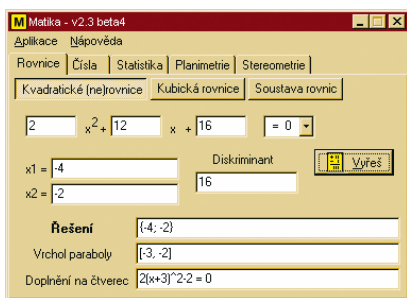 Matika - v2.3 beta4
Aplikace Nápověda
Rovnice Čísla Statistika Planimetrie Stereometrie
Kvadratické (ne)rovnice Kubická rovnice Soustava rovnic
2 x2+ 12 x + 16 = 0
Diskriminant
x1 = -4
16
Vyřeš
x2 = -2
Řešení {-4; -2}
Vrchol paraboly [-3, -2]
Doplnění na čtverec 2(x+3)^2-2 = 0